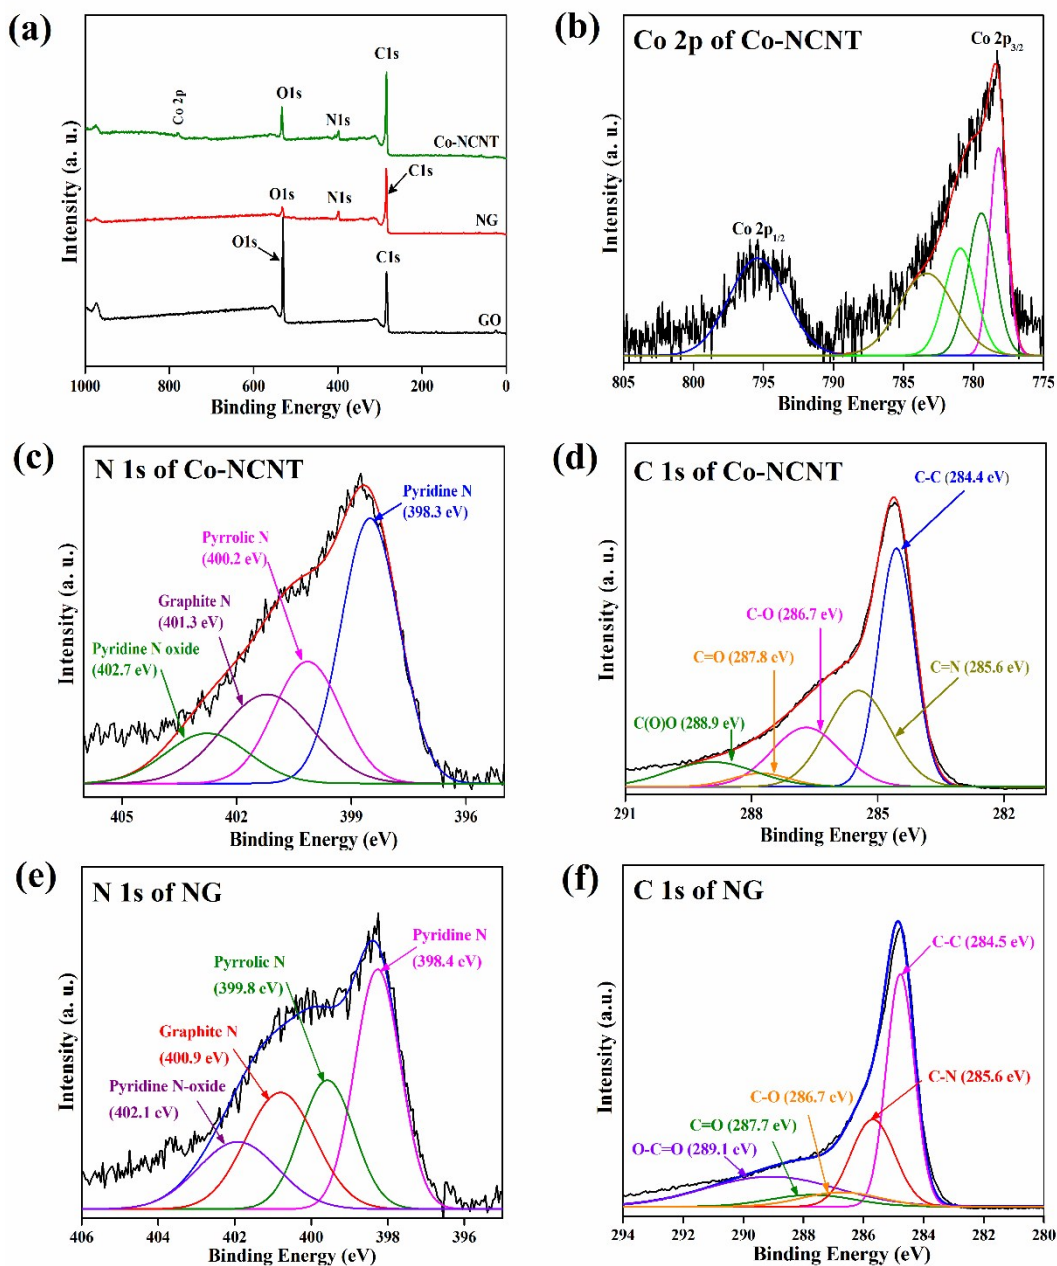 (a)
C1s
O1s
Co 2p
N1s
Co-NCNT
C1s
O1s
N1s
NG
O1s
C1s
GO
Intensity (a. u.)
1000 800 600 400 200 0
Binding Energy (eV)
(b)
Co 2p of Co-NCNT
Co 2p3/2
Co 2p1/2
Intensity (a. u.)
805 800 795 790 785 780 775
Binding Energy (eV)
(c)
N 1s of Co-NCNT
Pyridine N
(398.3 eV)
Pyrrolic N
(400.2 eV)
Graphite N
(401.3 eV)
Pyridine N oxide
(402.7 eV)
Intensity (a. u.)
405 402 399 396
Binding Energy (eV)
(d)
C 1s of Co-NCNT
C-C (284.4 eV)
C-O (286.7 eV)
C=O (287.8 eV)
C=N (285.6 eV)
C(O)O (288.9 eV)
Intensity (a. u.)
291 288 285 282
Binding Energy (eV)
(e)
N 1s of NG
Pyridine N
(398.4 eV)
Pyrrolic N
(399.8 eV)
Graphite N
(400.9 eV)
Pyridine N-oxide
(402.1 eV)
Intensity (a. u.)
406 404 402 400 398 396
Binding Energy (eV)
(f)
C 1s of NG
C-C (284.5 eV)
C-N (285.6 eV)
C-O (286.7 eV)
C=O (287.7 eV)
O-C=O (289.1 eV)
Intensity (a.u.)
294 292 290 288 286 284 282 280
Binding Energy (eV)